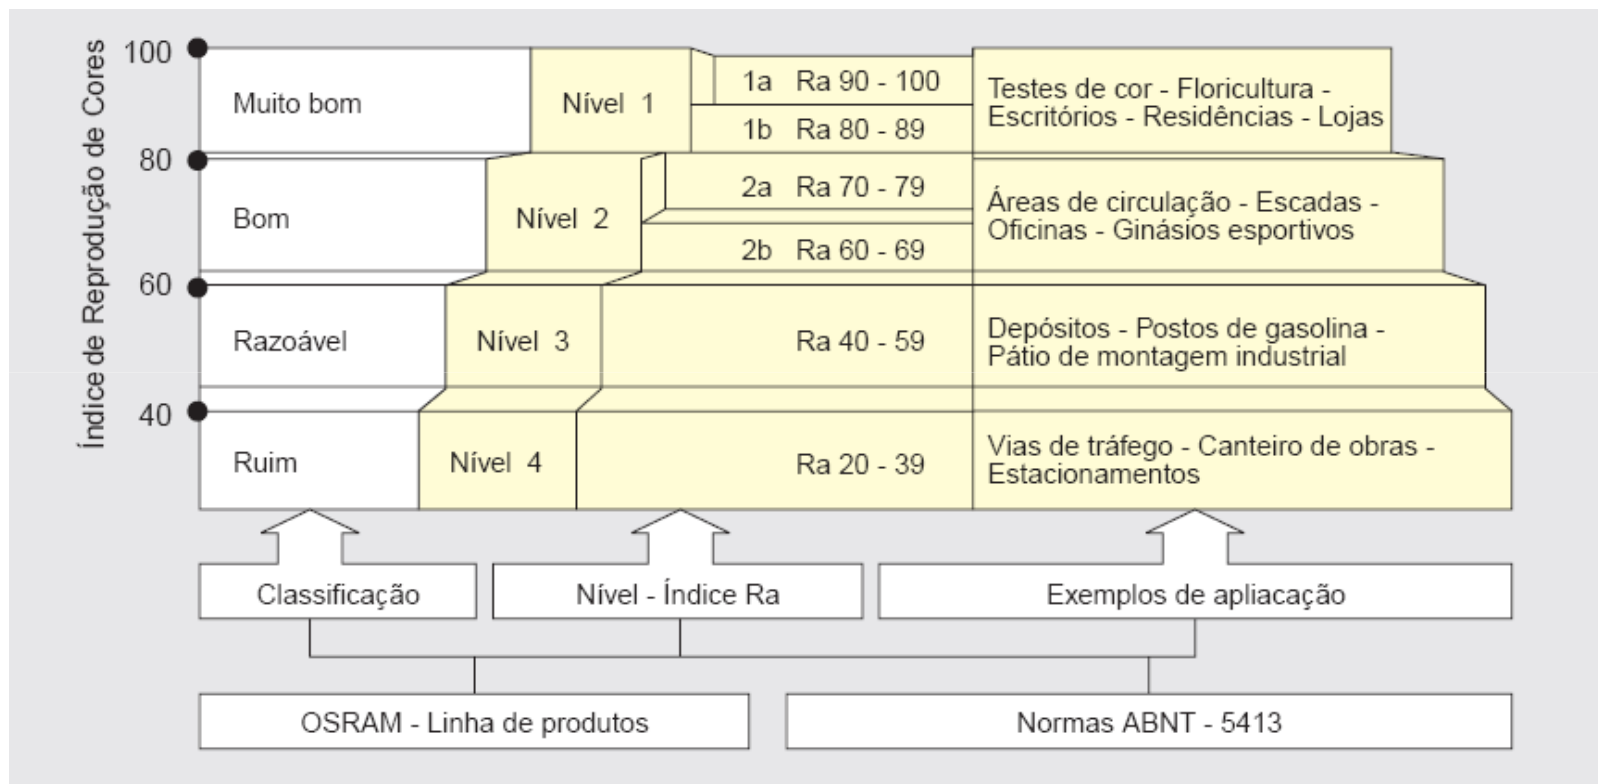 Índice de Reprodução de Cores
100
Muito bom
Nível 1
1a Ra 90 - 100
1b Ra 80 - 89
Testes de cor - Floricultura -
Escritórios - Residências - Lojas
80
Bom
Nível 2
2a Ra 70 - 79
2b Ra 60 - 69
Áreas de circulação - Escadas -
Oficinas - Ginásios esportivos
60
Razoável
Nível 3
Ra 40 - 59
Depósitos - Postos de gasolina -
Pátio de montagem industrial
40
Ruim
Nível 4
Ra 20 - 39
Vias de tráfego - Canteiro de obras -
Estacionamentos
Classificação
Nível - Índice Ra
Exemplos de apliacação
OSRAM - Linha de produtos
Normas ABNT - 5413